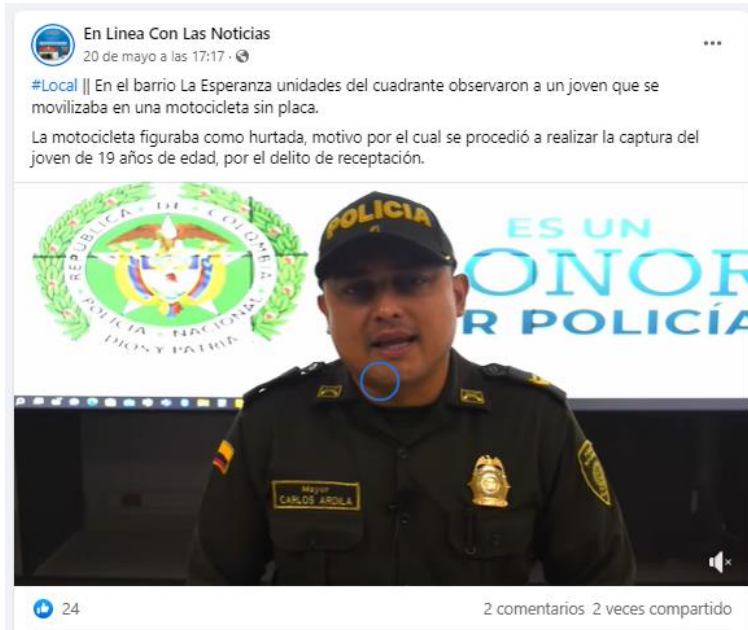 En Linea Con Las Noticias
20 de mayo a las 17:17 ·
#Local || En el barrio La Esperanza unidades del cuadrante observaron a un joven que se
movilizaba en una motocicleta sin placa.
La motocicleta figuraba como hurtada, motivo por el cual se procedió a realizar la captura del
joven de 19 años de edad, por el delito de receptación.
REPUBLICA DE COLOMBIA
POLICIA NACIONAL
DIOS Y PATRIA
POLICIA
ES UN
ONOR
R POLICÍA
Mayor
CARLOS ARDILA
24
2 comentarios 2 veces compartido